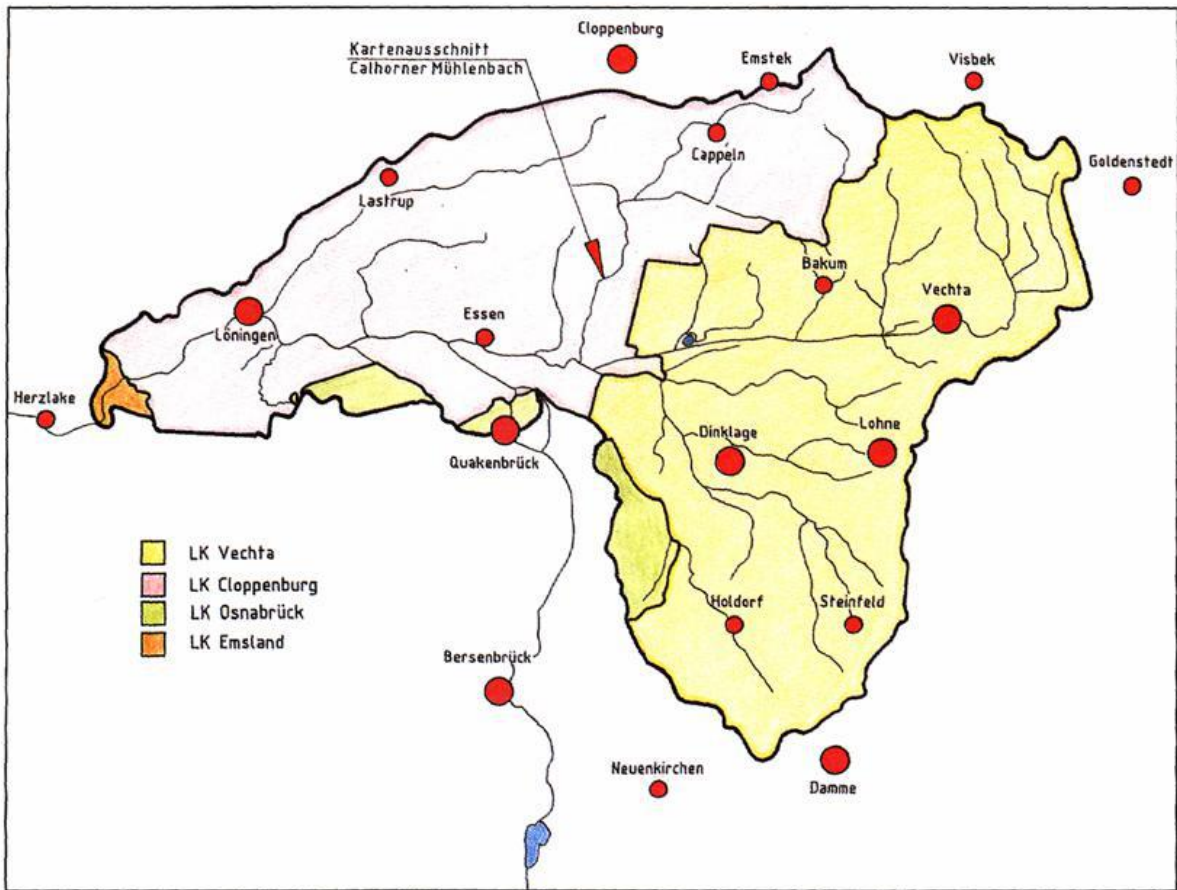 Cloppenburg
Kartenausschnitt
Calhorner Mühlenbach
Emstek
Visbek
Cappeln
Goldenstedt
Lastrup
Bakum
Vechta
Essen
Löningen
Herzlake
Dinklage
Lohne
Quakenbrück
LK Vechta
LK Cloppenburg
LK Osnabrück
LK Emsland
Holdorf
Steinfeld
Bersenbrück
Neuenkirchen
Damme